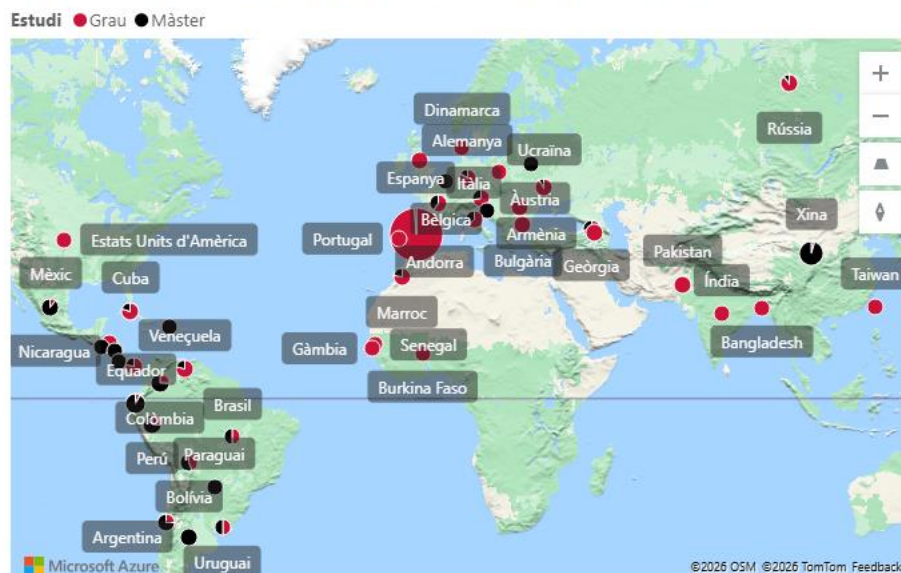 Estudi Grau Màster
Dinamarca
Alemanya
Rússia
Ucraïna
Espanya
Itàlia
Àustria
Xina
Bèlgica
Portugal
Armènia
Estats Units d'Amèrica
Pakistan
Andorra
Bulgària
Geòrgia
Mèxic
Cuba
Índia
Taiwan
Marroc
Veneçuela
Nicaragua
Gàmbia
Senegal
Bangladesh
Equador
Burkina Faso
Brasil
Colòmbia
Perú
Paraguai
Bolívia
Argentina
Uruguai
Microsoft Azure
©2026 OSM ©2026 TomTom Feedback